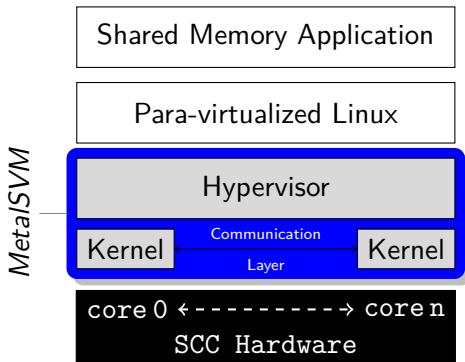 Shared Memory Application
Para-virtualized Linux
MetalSVM
Hypervisor
Kernel Communication Layer Kernel
core 0 core n
SCC Hardware